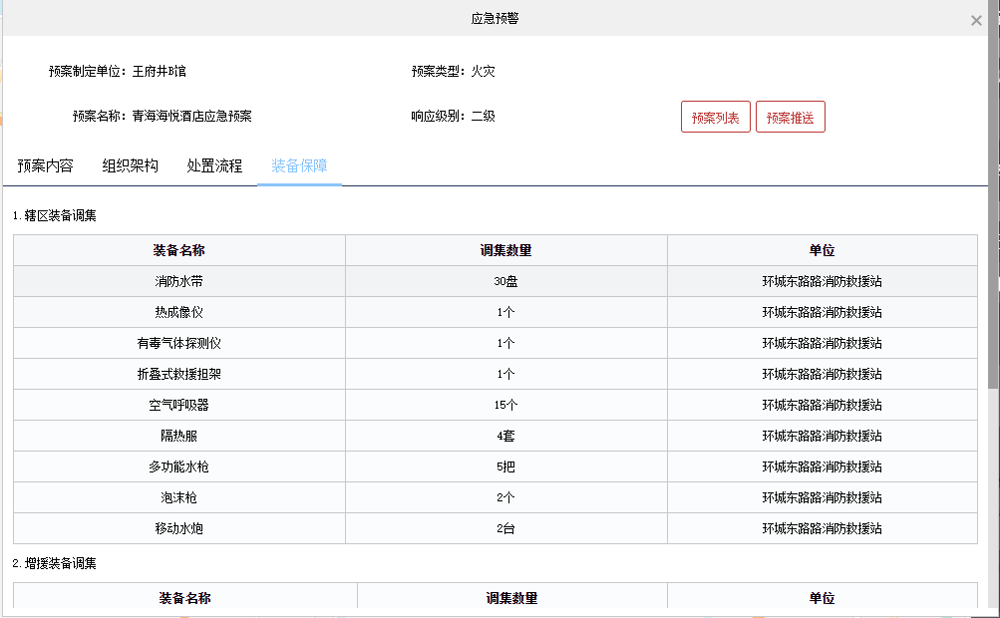 应急预警
预案制定单位：王府井B馆 预案类型：火灾
预案名称：青海海悦酒店应急预案 响应级别：二级 预案列表 预案推送
预案内容 组织架构 处置流程 装备保障
1.辖区装备调集
装备名称 调集数量 单位
消防水带 30盘 环城东路路消防救援站
热成像仪 1个 环城东路路消防救援站
有毒气体探测仪 1个 环城东路路消防救援站
折叠式救援担架 1个 环城东路路消防救援站
空气呼吸器 15个 环城东路路消防救援站
隔热服 4套 环城东路路消防救援站
多功能水枪 5把 环城东路路消防救援站
泡沫枪 2个 环城东路路消防救援站
移动水炮 2台 环城东路路消防救援站
2.增援装备调集
装备名称 调集数量 单位